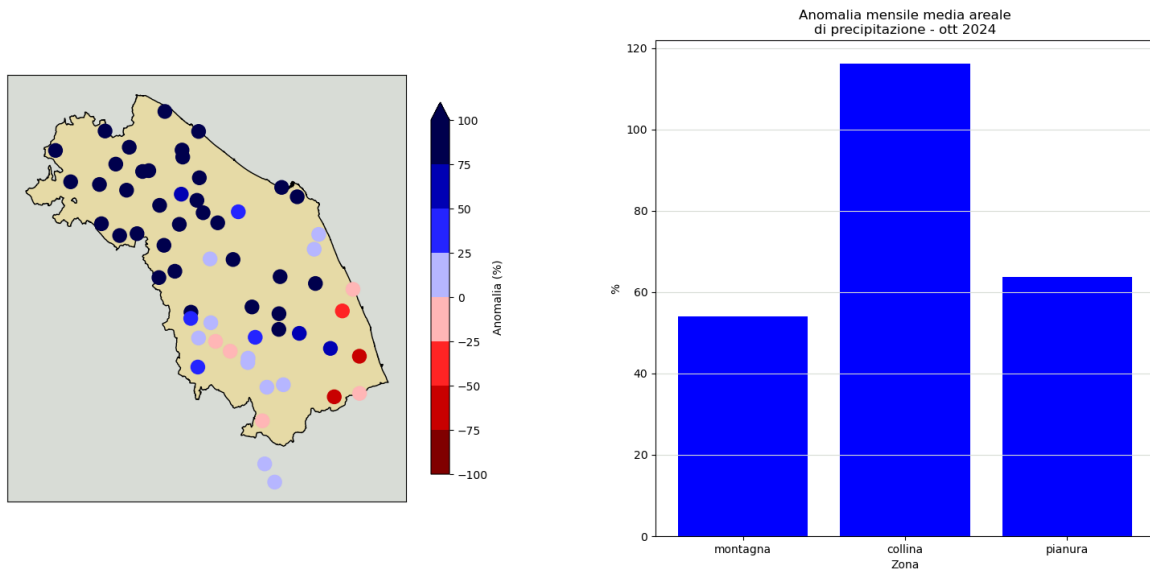 100
75
50
25
0
−25
−50
−75
−100
Anomalia (%)
Anomalia mensile media areale
di precipitazione - ott 2024
120
100
80
60
40
20
0
%
montagna
collina
pianura
Zona